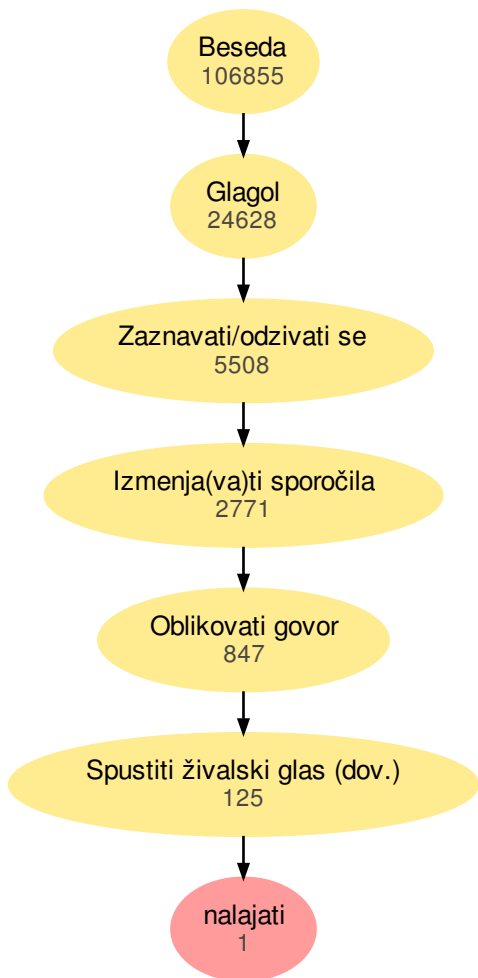 Beseda
106855
Glagol
24628
Zaznavati/odzivati se
5508
Izmenja(va)ti sporočila
2771
Oblikovati govor
847
Spustiti živalski glas (dov.)
125
nalajati
1